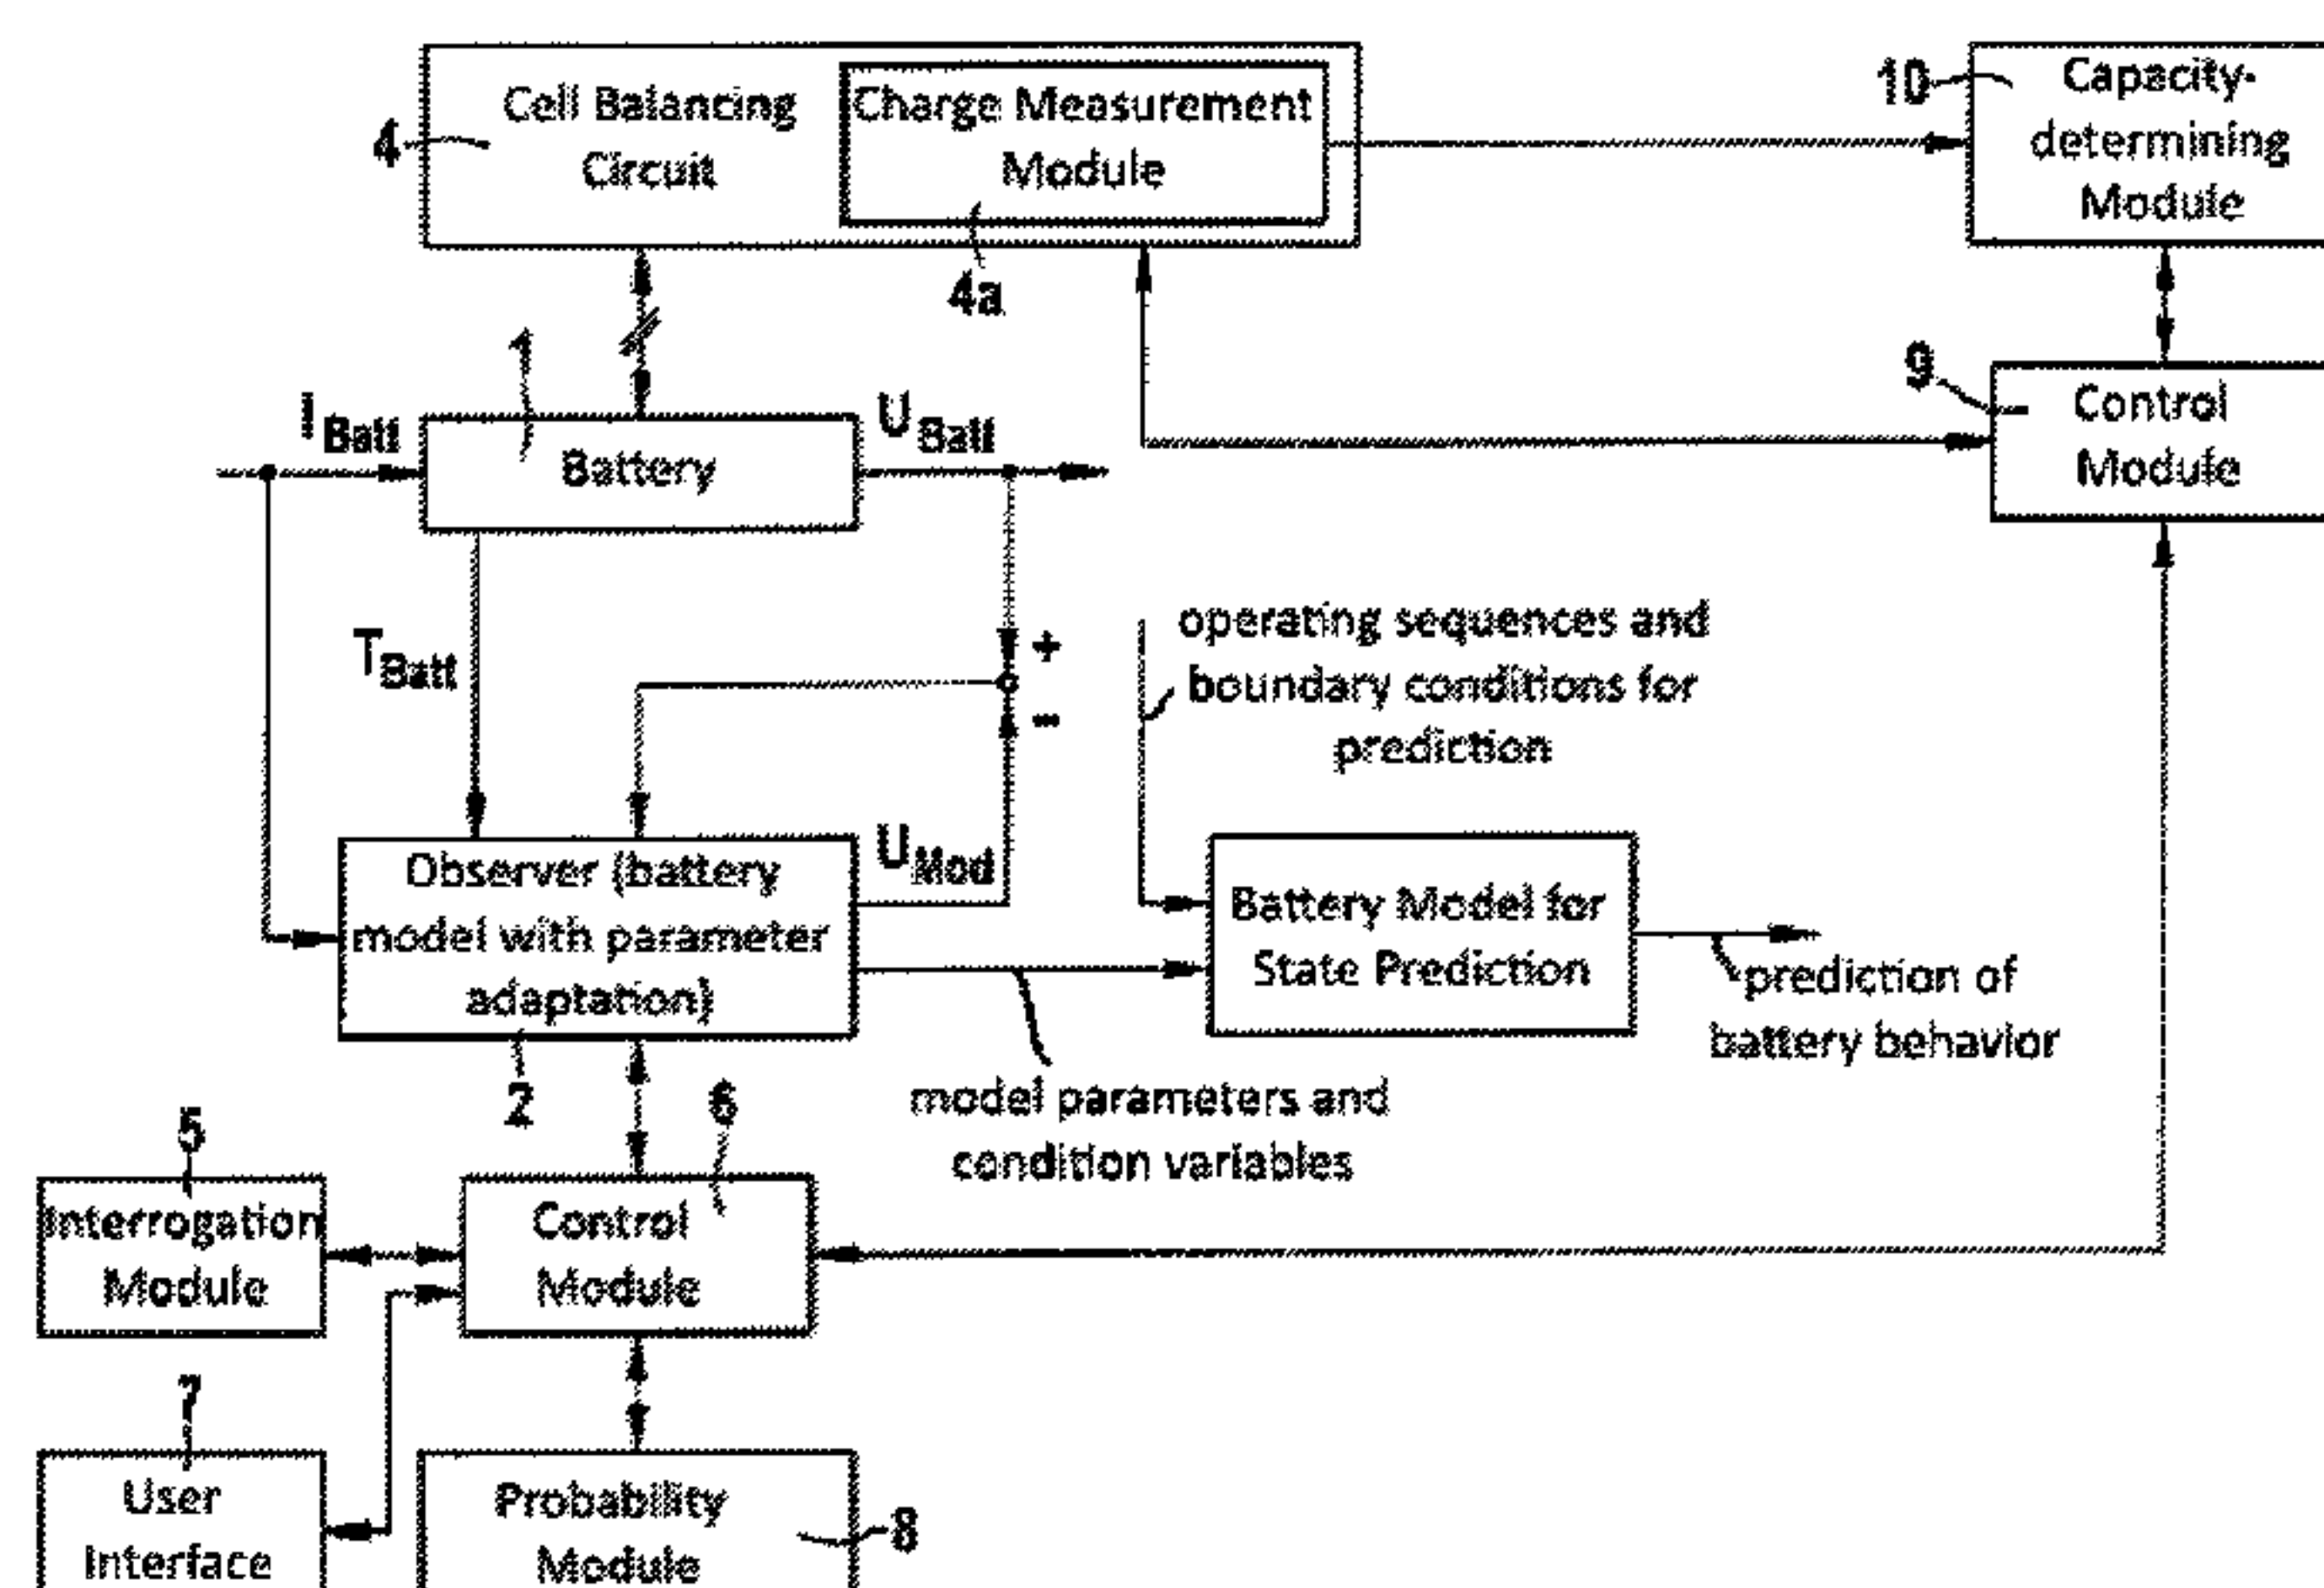 Cell Balancing
Circuit
Charge Measurement
Module
10
Capacity-
determining
Module
4
4a
1
9
Control
Module
I Batt
Battery
U Batt
T Batt
+
−
operating sequences and
boundary conditions for
prediction
Observer (battery
model with parameter
adaptation)
U Mod
Battery Model for
State Prediction
prediction of
battery behavior
2
6
model parameters and
condition variables
5
Interrogation
Module
Control
Module
7
User
Interface
Probability
Module
8